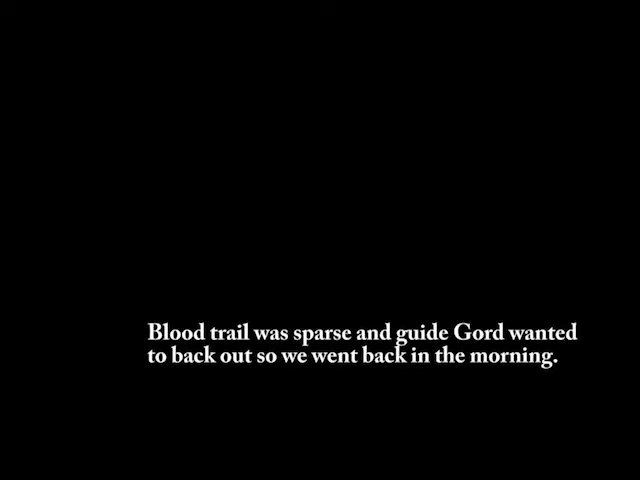 Blood trail was sparse and guide Gord wanted
to back out so we went back in the morning.